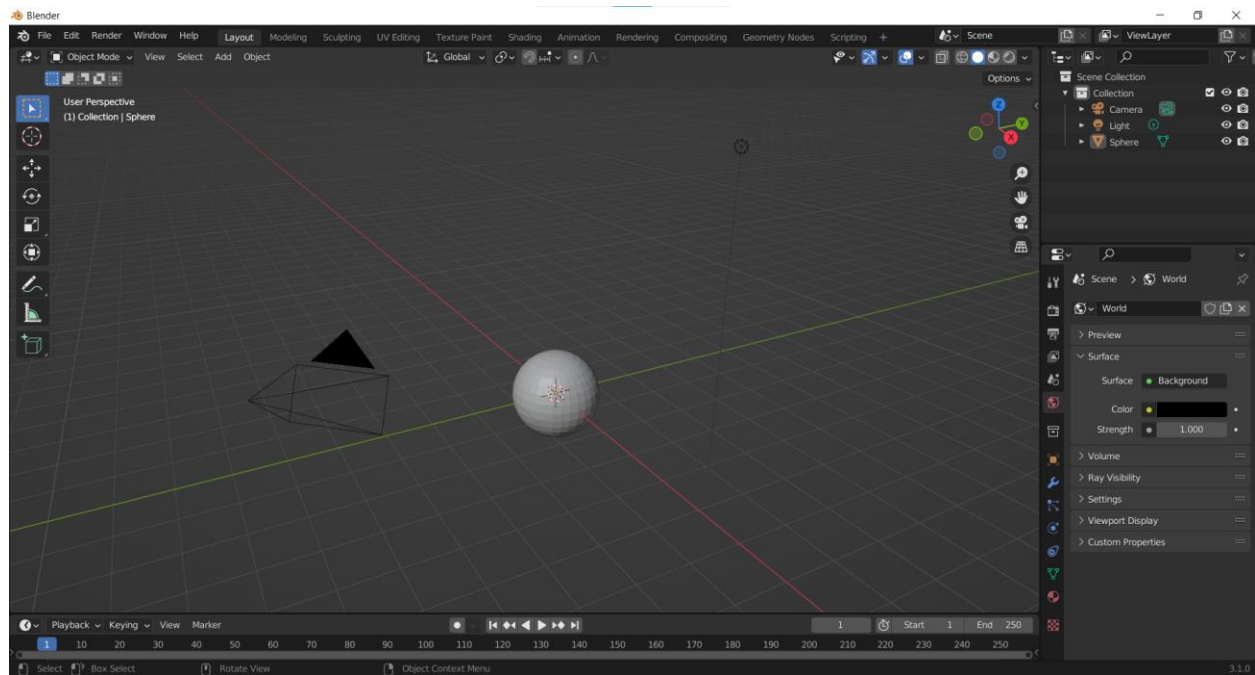 Blender
File Edit Render Window Help Layout Modeling Sculpting UV Editing Texture Paint Shading Animation Rendering Compositing Geometry Nodes Scripting + Scene ViewLayer
Object Mode View Select Add Object Global
Options
User Perspective
(1) Collection | Sphere
Z
Y
X
Scene Collection
Collection
Camera
Light
Sphere
Scene > World
World
Preview
Surface
Surface Background
Color
Strength 1.000
Volume
Ray Visibility
Settings
Viewport Display
Custom Properties
Playback Keying View Marker 1 Start 1 End 250
1 10 20 30 40 50 60 70 80 90 100 110 120 130 140 150 160 170 180 190 200 210 220 230 240 250
Select Box Select Rotate View Object Context Menu 3.1.0